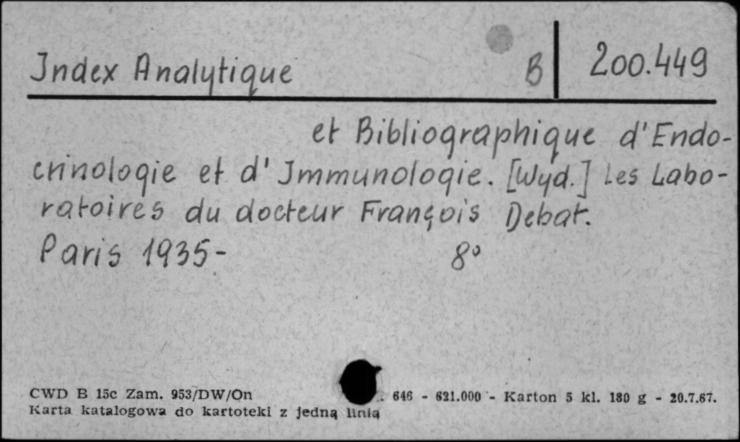 Index Analytique B 200.449
et Bibliographique d'Endo-
crinologie et d'Immunologie. [Wyd.] Les Labo-
ratoires du docteur François Debat.
Paris 1935- 8°
CWD B 15c Zam. 953/DW/On 646 - 621.000 - Karton 5 kl. 180 g - 20.7.67.
Karta katalogowa do kartoteki z jedną linią